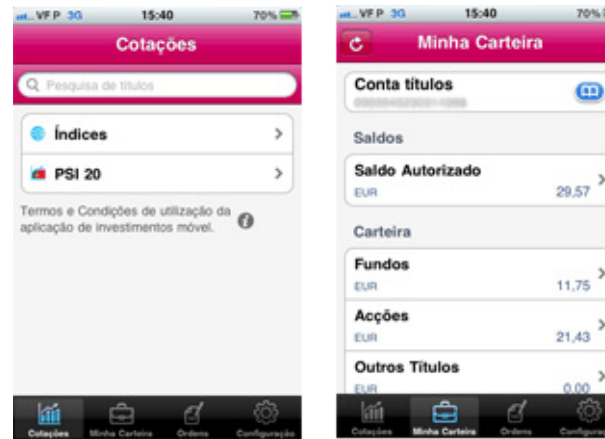 VF P 3G 15:40 70%
Cotações
Pesquisa de títulos
Índices
PSI 20
Termos e Condições de utilização da
aplicação de investimentos móvel.
Cotações Minha Carteira Ordens Configuração
VF P 3G 15:40 70%
Minha Carteira
Conta títulos
Saldos
Saldo Autorizado
EUR 29,57
Carteira
Fundos
EUR 11,75
Acções
EUR 21,43
Outros Títulos
EUR 0,00
Cotações Minha Carteira Ordens Configura